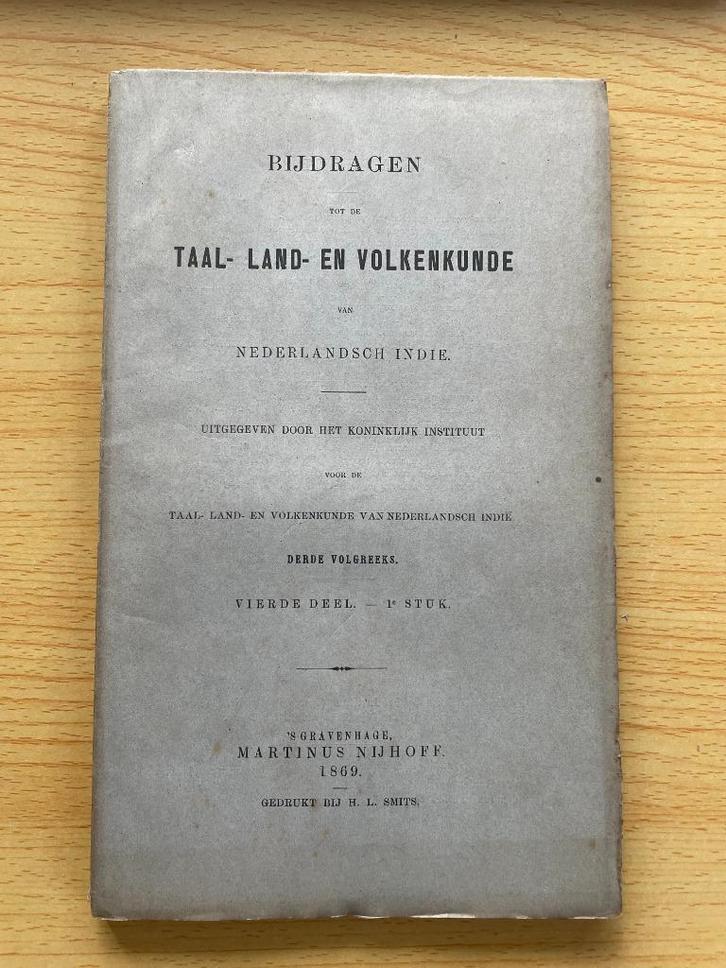 BIJDRAGEN
TOT DE
TAAL- LAND- EN VOLKENKUNDE
VAN
NEDERLANDSCH INDIE.
UITGEGEVEN DOOR HET KONINKLIJK INSTITUUT
VOOR DE
TAAL- LAND- EN VOLKENKUNDE VAN NEDERLANDSCH INDIË
DERDE VOLGREEKS.
VIERDE DEEL. — 1e STUK.
'S GRAVENHAGE,
MARTINUS NIJHOFF.
1869.
GEDRUKT BIJ H. L. SMITS.